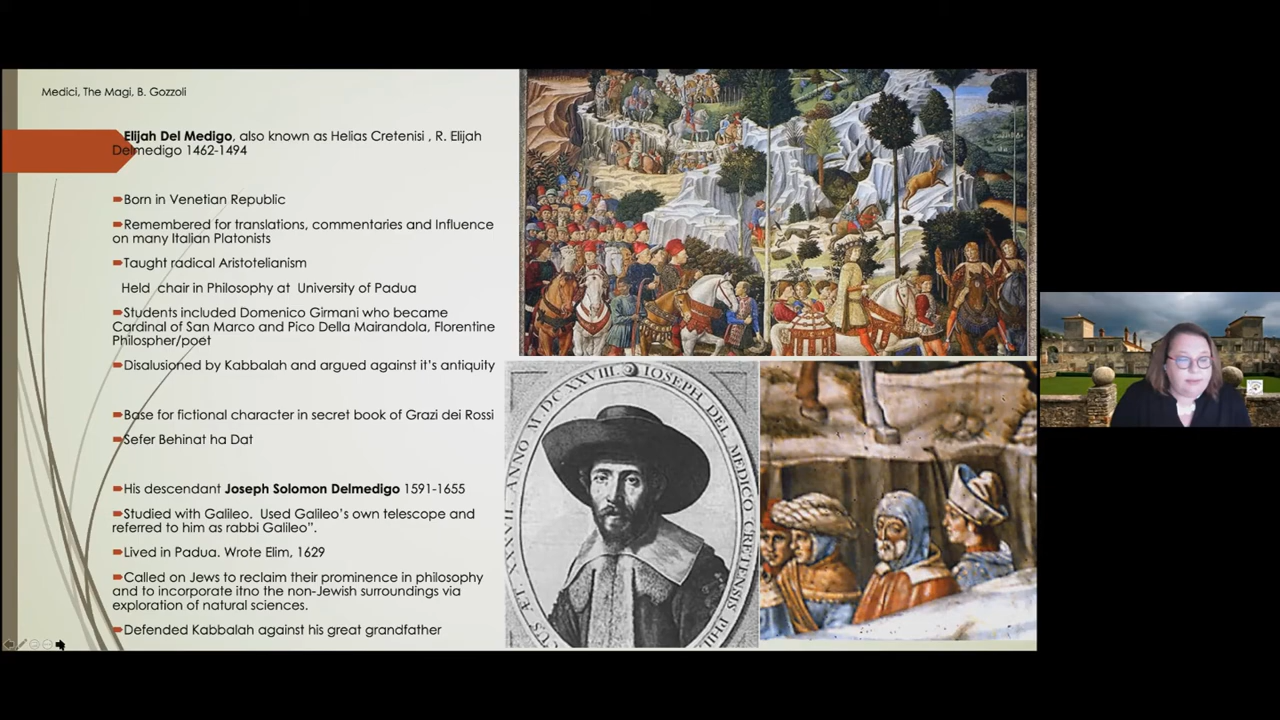 Medici, The Magi, B. Gozzoli
Elijah Del Medigo, also known as Helias Cretenisi , R. Elijah
Delmedigo 1462-1494
Born in Venetian Republic
Remembered for translations, commentaries and Influence
on many Italian Platonists
Taught radical Aristotelianism
Held chair in Philosophy at University of Padua
Students included Domenico Girmani who became
Cardinal of San Marco and Pico Della Mairandola, Florentine
Philospher/poet
Disalusioned by Kabbalah and argued against it's antiquity
Base for fictional character in secret book of Grazi dei Rossi
Sefer Behinat ha Dat
His descendant Joseph Solomon Delmedigo 1591-1655
Studied with Galileo. Used Galileo's own telescope and
referred to him as rabbi Galileo".
Lived in Padua. Wrote Elim, 1629
Called on Jews to reclaim their prominence in philosophy
and to incorporate itno the non-Jewish surroundings via
exploration of natural sciences.
Defended Kabbalah against his great grandfather
ÆT. XXXVII. ANNO M.DC.XXVIII. IOSEPH DEL MEDICO CRETENSIS PHIL